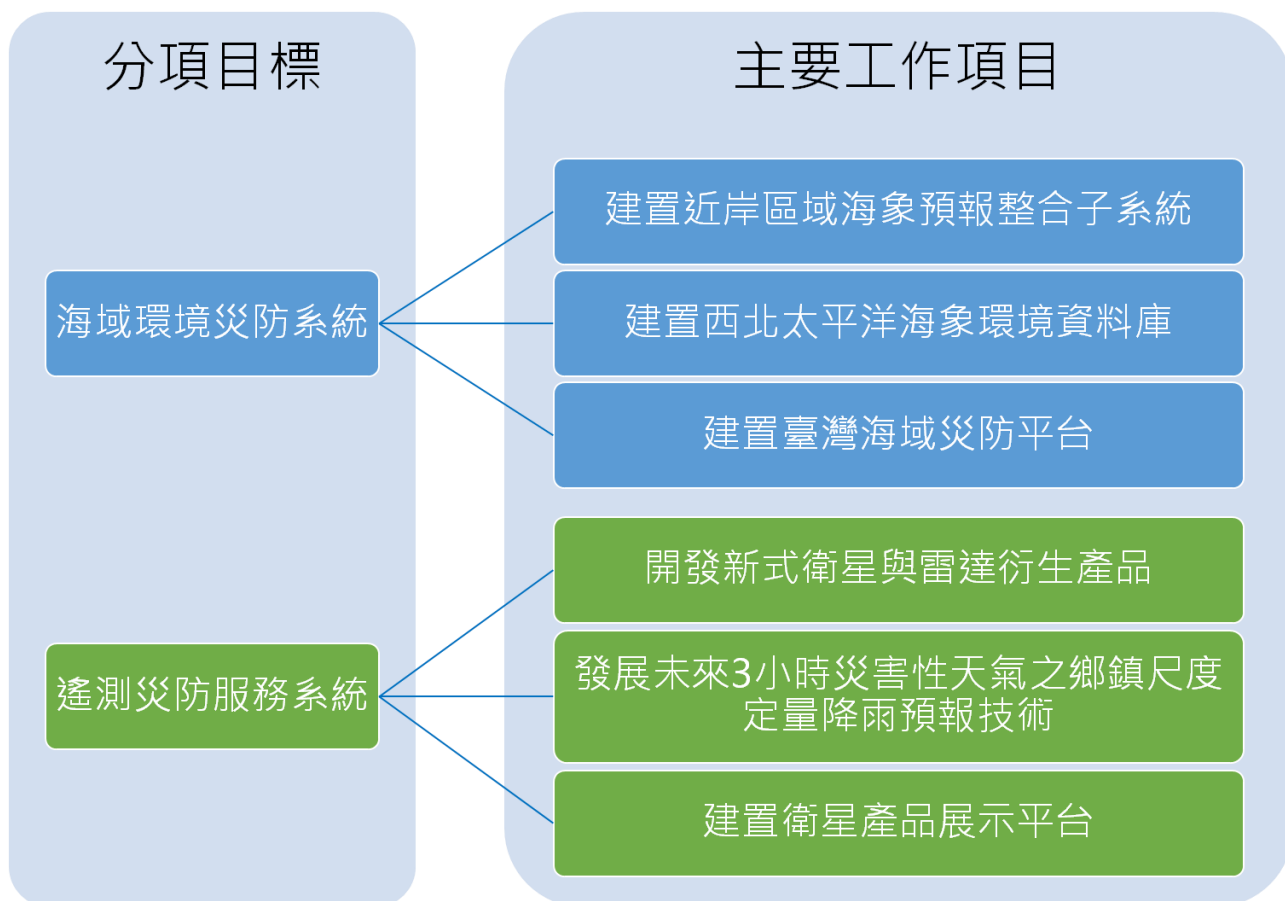 分項目標
主要工作項目
海域環境災防系統
建置近岸區域海象預報整合子系統
建置西北太平洋海象環境資料庫
建置臺灣海域災防平台
遙測災防服務系統
開發新式衛星與雷達衍生產品
發展未來3小時災害性天氣之鄉鎮尺度
定量降雨預報技術
建置衛星產品展示平台